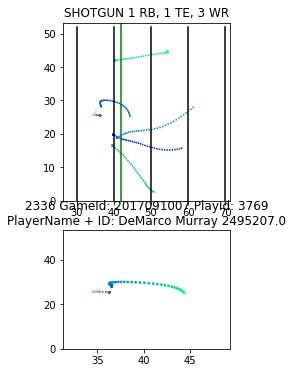 SHOTGUN 1 RB, 1 TE, 3 WR
50
40
30
20
10
0
30 40 50 60 70
2336 GameId: 2017091007 PlayId: 3769
PlayerName + ID: DeMarco Murray 2495207.0
40
20
0
35 40 45